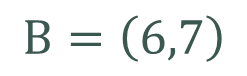 B = (6,7)